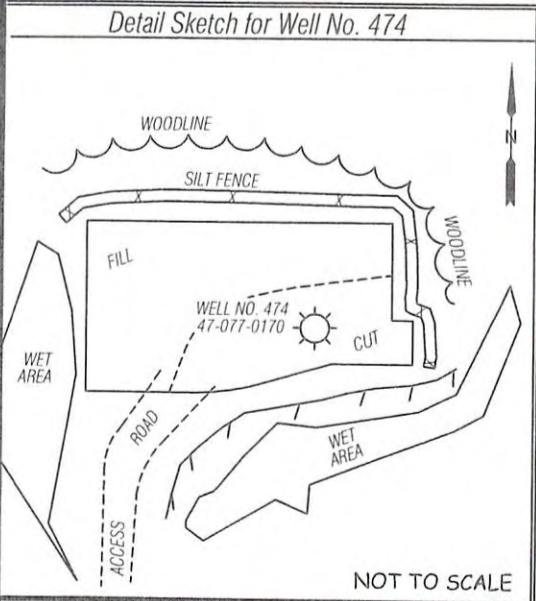 Detail Sketch for Well No. 474
WOODLINE
N
SILT FENCE
WOODLINE
FILL
WELL NO. 474
47-077-0170
CUT
WET
AREA
ROAD
WET
AREA
ACCESS
NOT TO SCALE